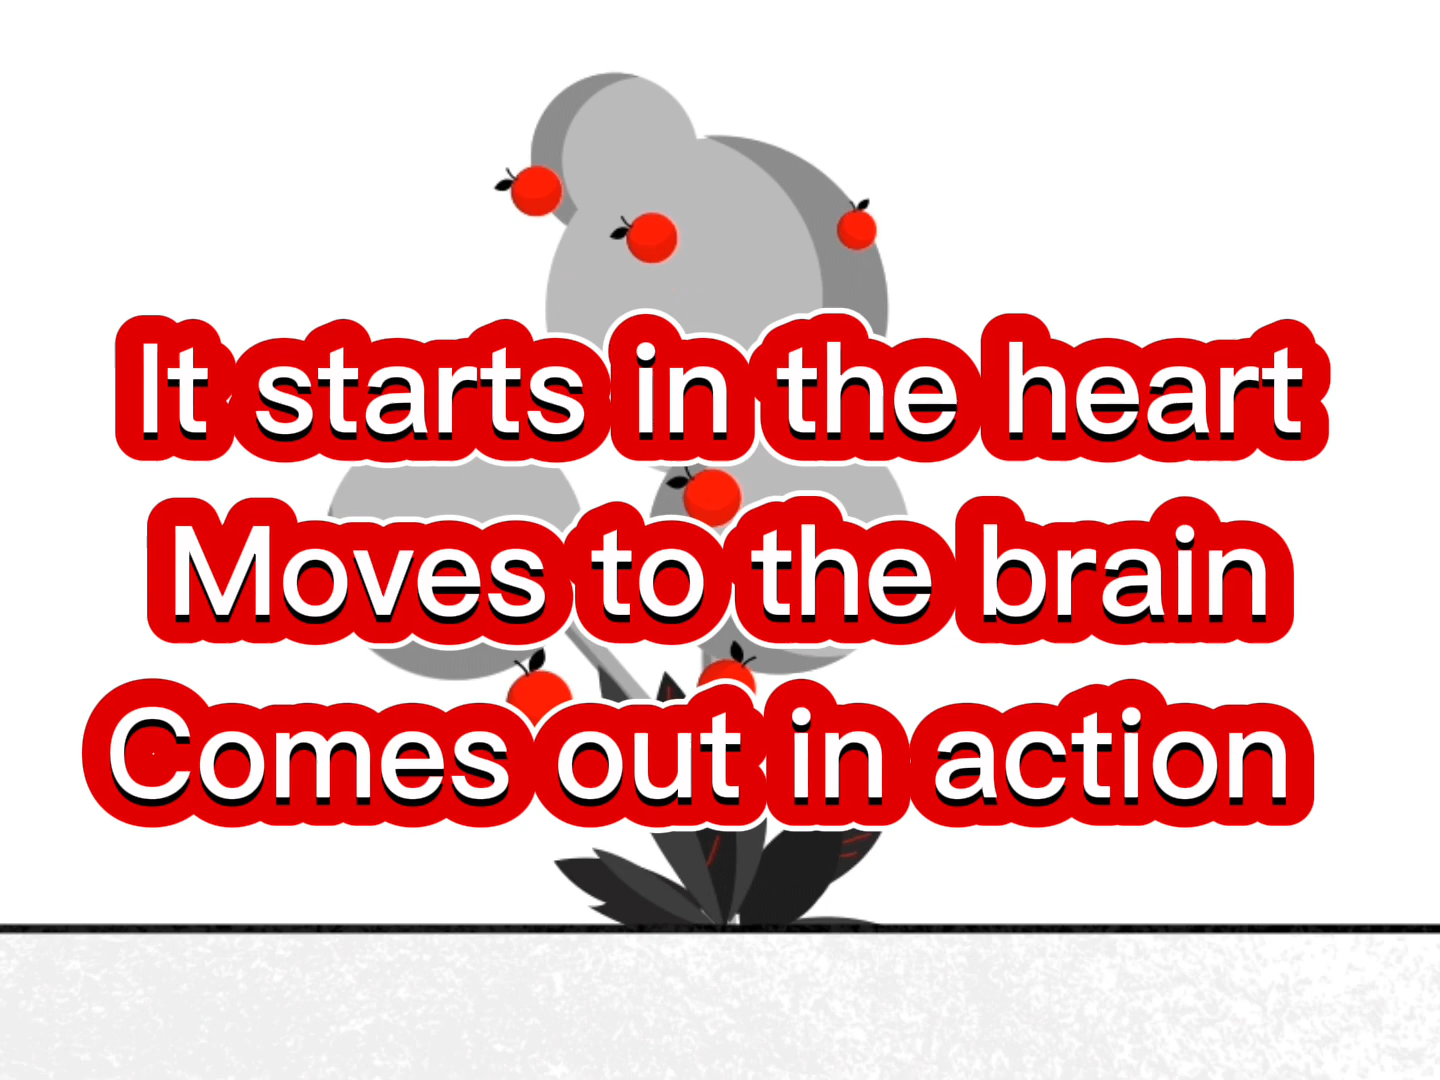 It starts in the heart
Moves to the brain
Comes out in action